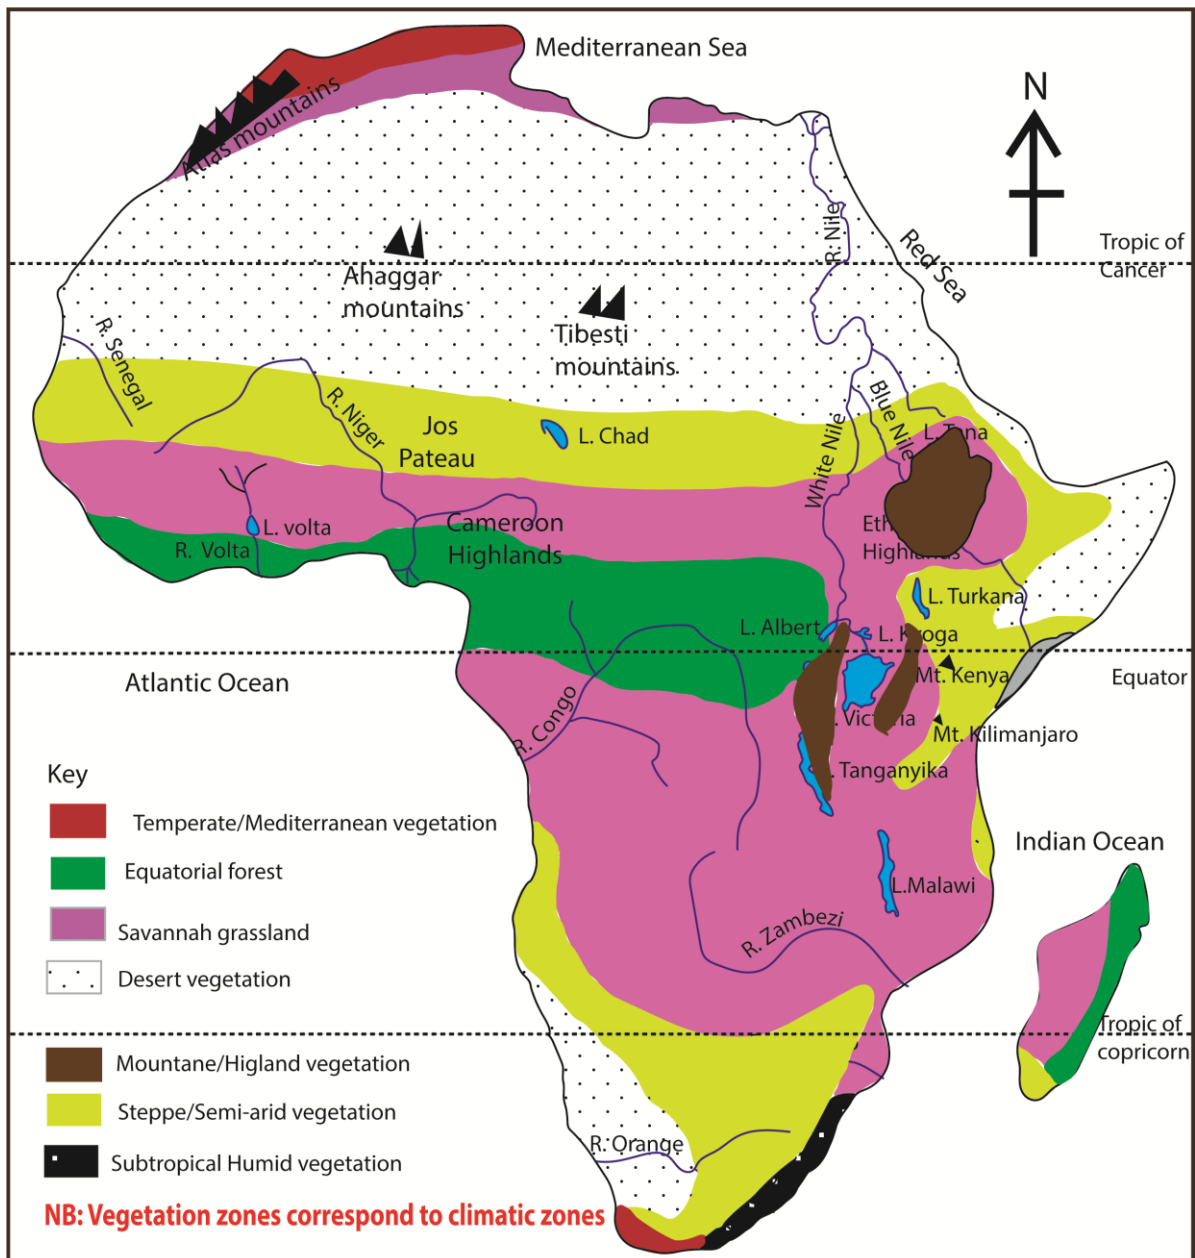 Mediterranean Sea
N
Atlas mountains
R. Nile
Red Sea
Tropic of
Cancer
Ahaggar
mountains
Tibesti
mountains
R. Senegal
R. Niger
Jos
Pateau
L. Chad
White Nile
Blue Nile
L. Tana
L. volta
R. Volta
Cameroon
Highlands
Highlands
L. Turkana
L. Albert
L. Kyoga
Atlantic Ocean
Mt. Kenya
Equator
R. Congo
Victoria
Mt. Kilimanjaro
Tanganyika
Indian Ocean
L.Malawi
R. Zambezi
Tropic of
copricorn
R. Orange
Key
Temperate/Mediterranean vegetation
Equatorial forest
Savannah grassland
Desert vegetation
Mountane/Higland vegetation
Steppe/Semi-arid vegetation
Subtropical Humid vegetation
NB: Vegetation zones correspond to climatic zones